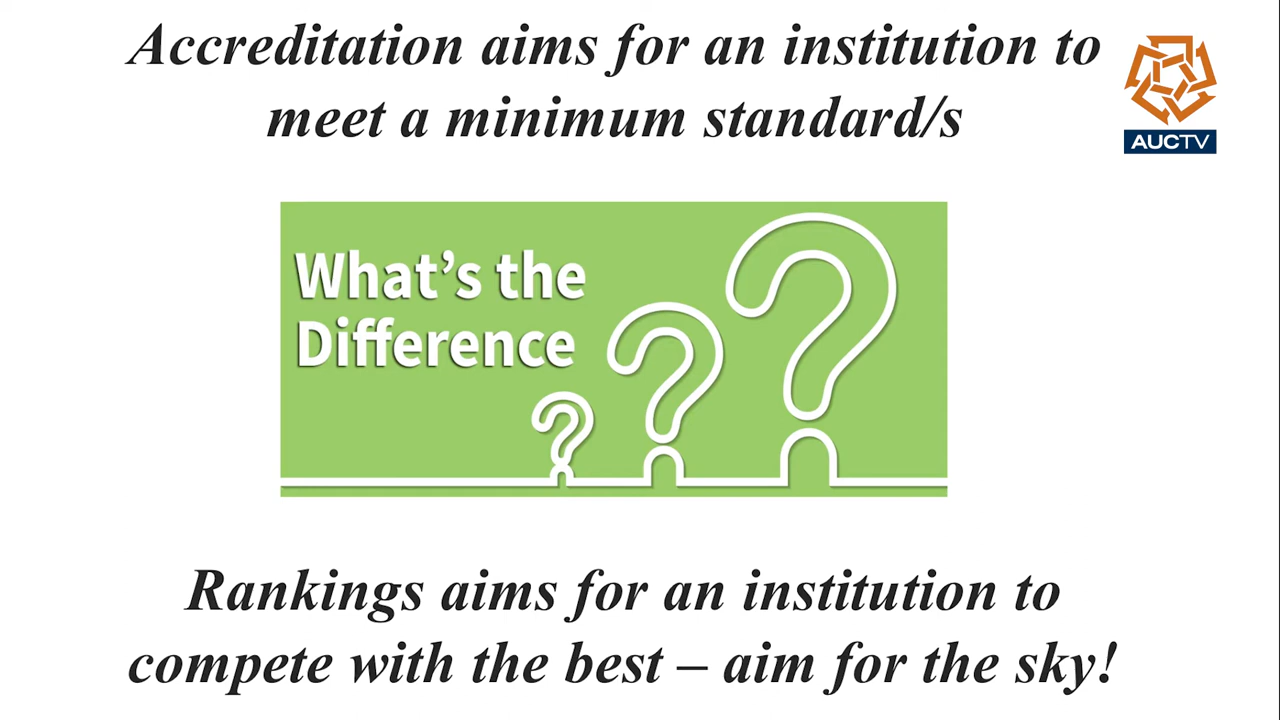 Accreditation aims for an institution to
meet a minimum standard/s
AUCTV
What's the
Difference
Rankings aims for an institution to
compete with the best – aim for the sky!